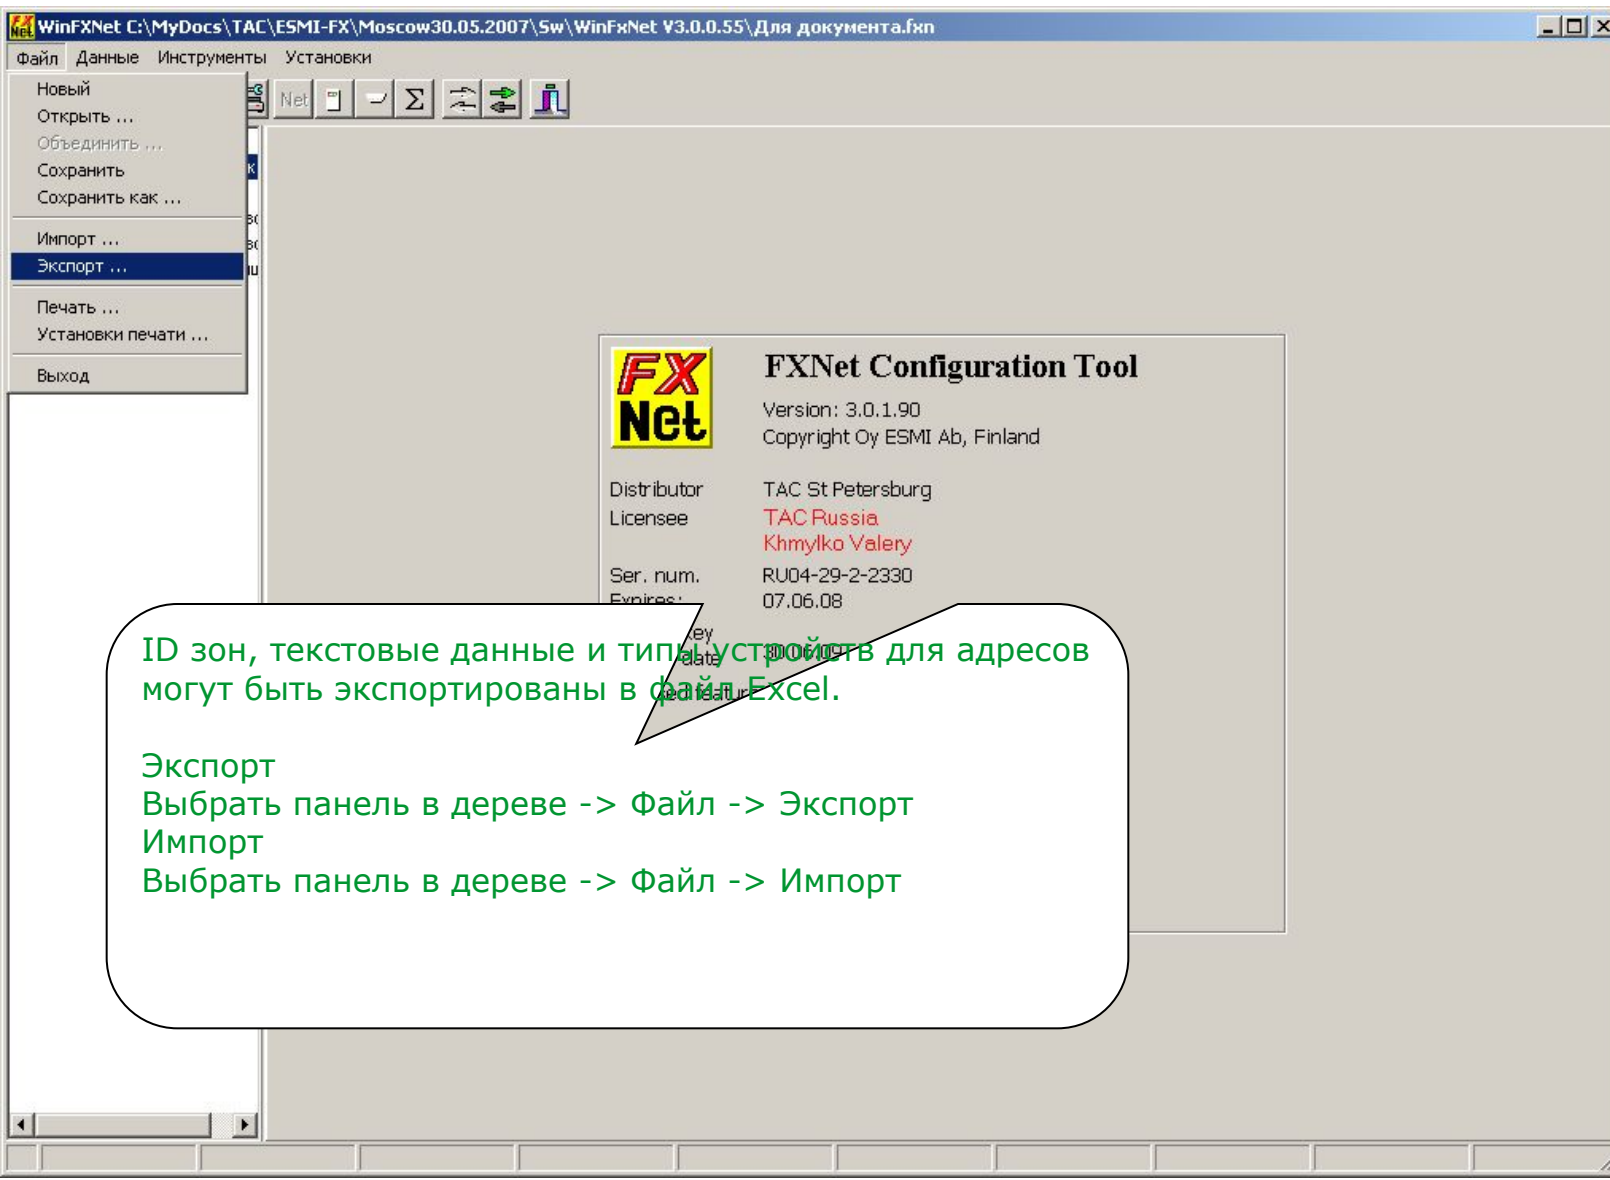 WinFXNet C:\MyDocs\TAC\ESMI-FX\Moscow30.05.2007\Sw\WinFxNet V3.0.0.55\Для документа.fxn
Файл Данные Инструменты Установки
Новый
Открыть ...
Объединить ...
Сохранить
Сохранить как ...
Импорт ...
Экспорт ...
Печать ...
Установки печати ...
Выход
Net Σ
FX
Net
FXNet Configuration Tool
Version: 3.0.1.90
Copyright Oy ESMI Ab, Finland
Distributor TAC St Petersburg
Licensee TAC Russia
Khmylko Valery
Ser. num. RU04-29-2-2330
Expires: 07.06.08
ID зон, текстовые данные и типы устройств для адресов
могут быть экспортированы в файл Excel.
Экспорт
Выбрать панель в дереве -> Файл -> Экспорт
Импорт
Выбрать панель в дереве -> Файл -> Импорт